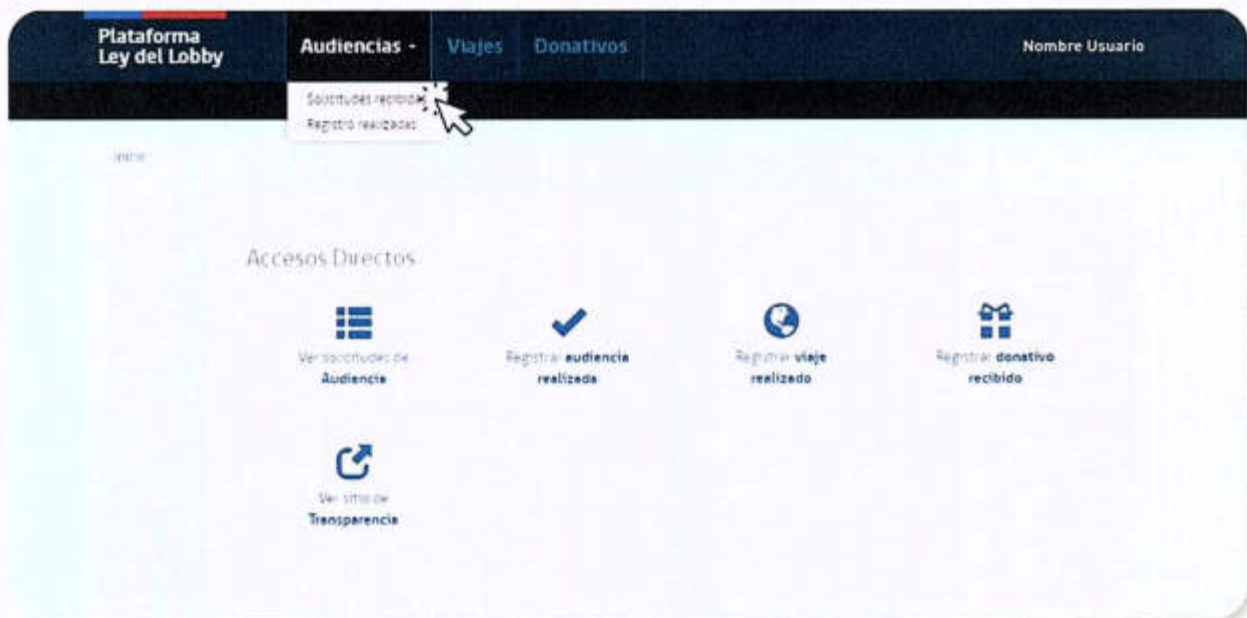 Plataforma
Ley del Lobby
Audiencias -
Viajes
Donativos
Nombre Usuario
Solicitudes recibidas
Registro realizadas
Inicio
Accesos Directos
Ver solicitudes de
Audiencia
Registrar audiencia
realizada
Registrar viaje
realizado
Registrar donativo
recibido
Ver sitio de
Transparencia